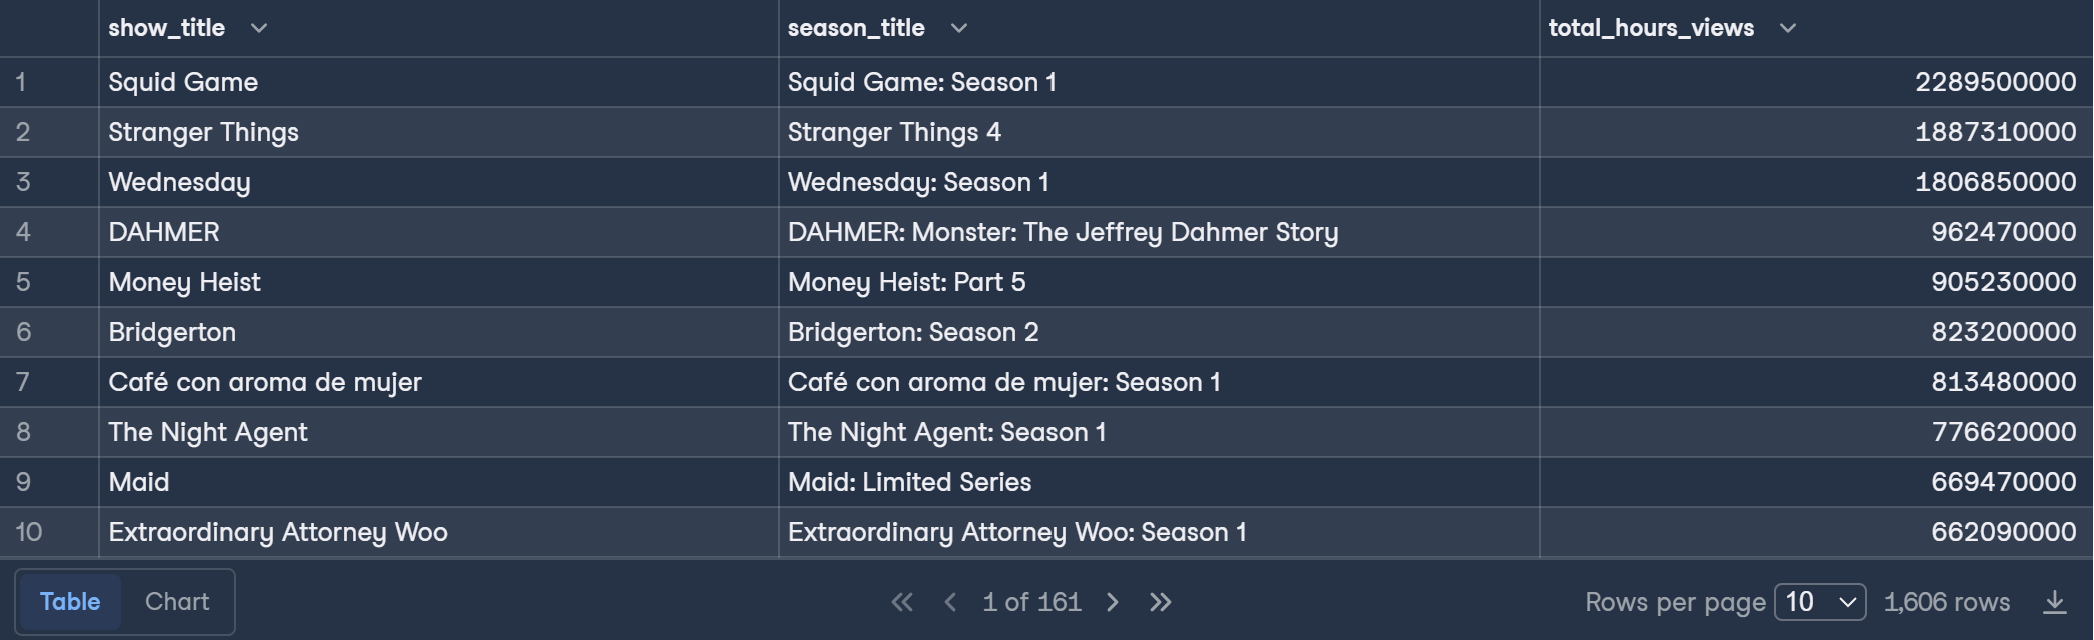 show_title season_title total_hours_views
1 Squid Game Squid Game: Season 1 2289500000
2 Stranger Things Stranger Things 4 1887310000
3 Wednesday Wednesday: Season 1 1806850000
4 DAHMER DAHMER: Monster: The Jeffrey Dahmer Story 962470000
5 Money Heist Money Heist: Part 5 905230000
6 Bridgerton Bridgerton: Season 2 823200000
7 Café con aroma de mujer Café con aroma de mujer: Season 1 813480000
8 The Night Agent The Night Agent: Season 1 776620000
9 Maid Maid: Limited Series 669470000
10 Extraordinary Attorney Woo Extraordinary Attorney Woo: Season 1 662090000
Table Chart 1 of 161 Rows per page 10 1,606 rows